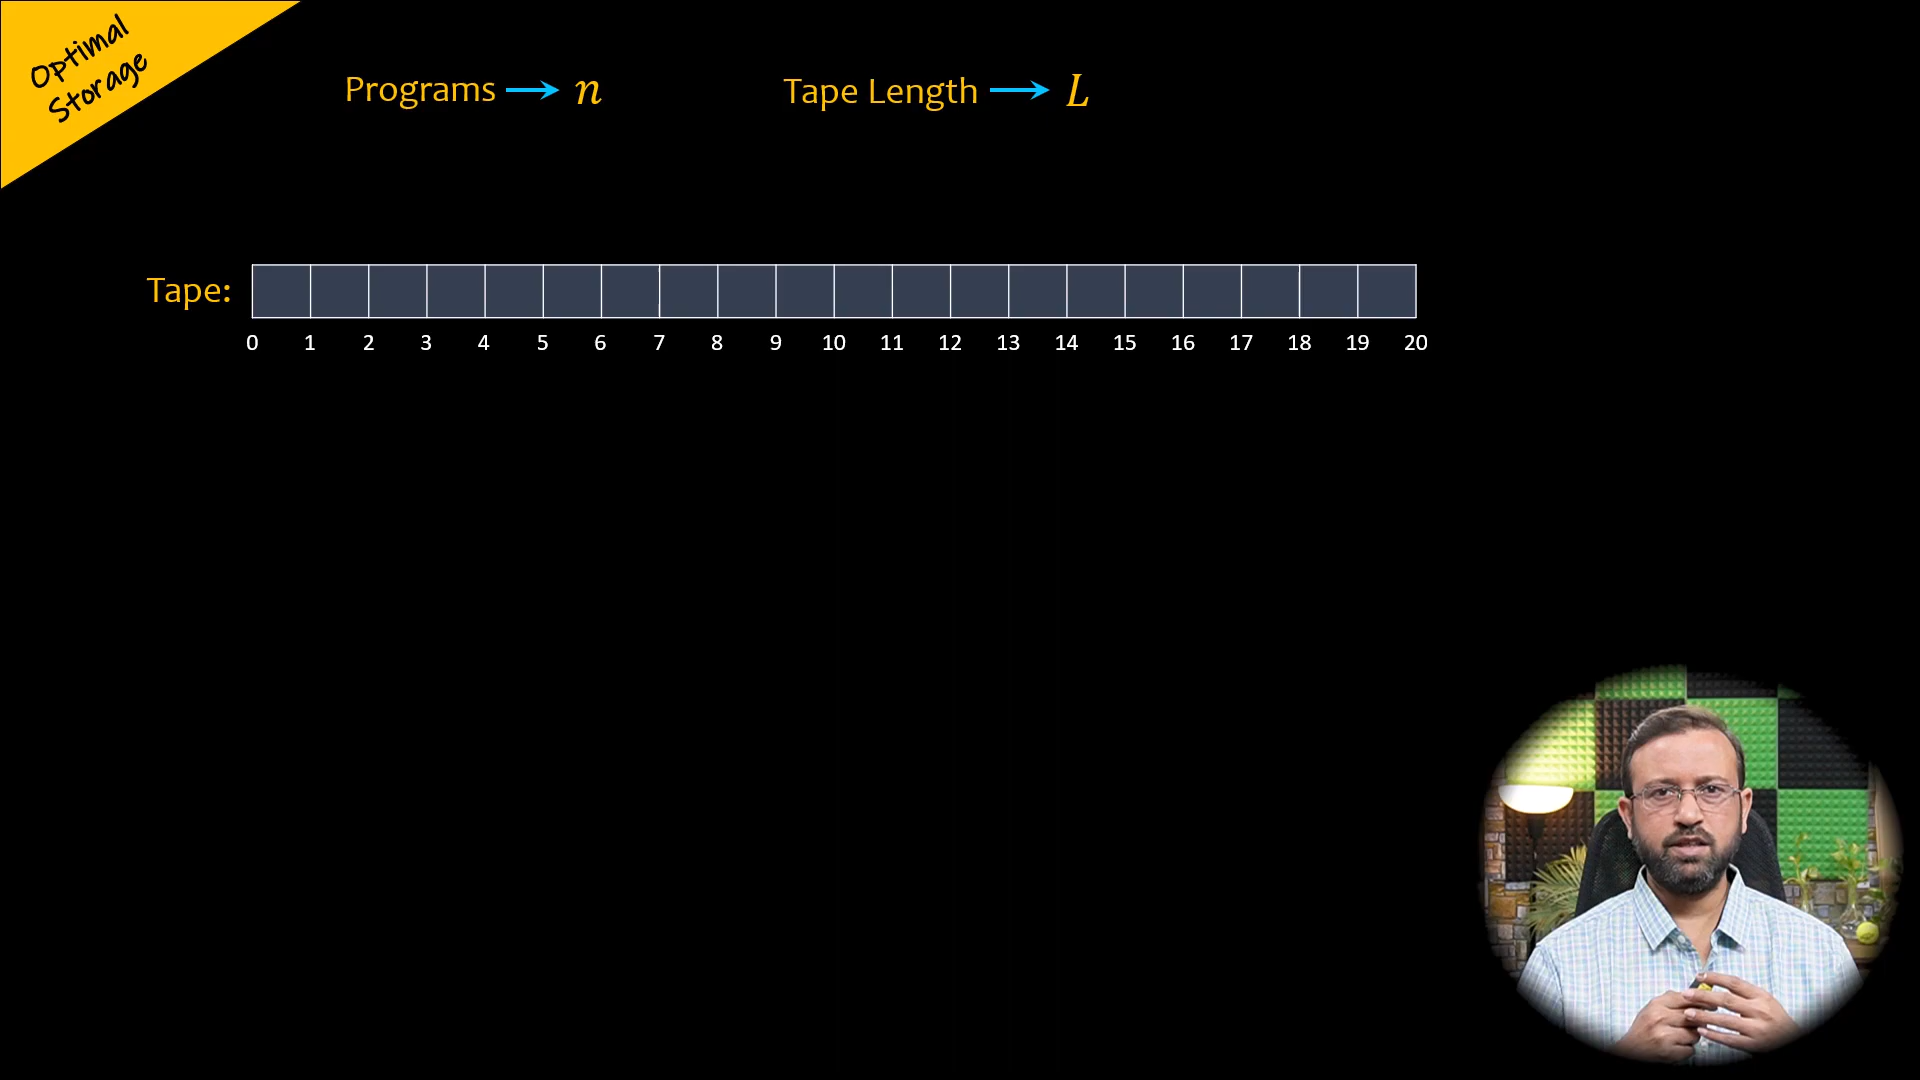 Optimal
Storage
Programs → n
Tape Length → L
Tape:
0 1 2 3 4 5 6 7 8 9 10 11 12 13 14 15 16 17 18 19 20